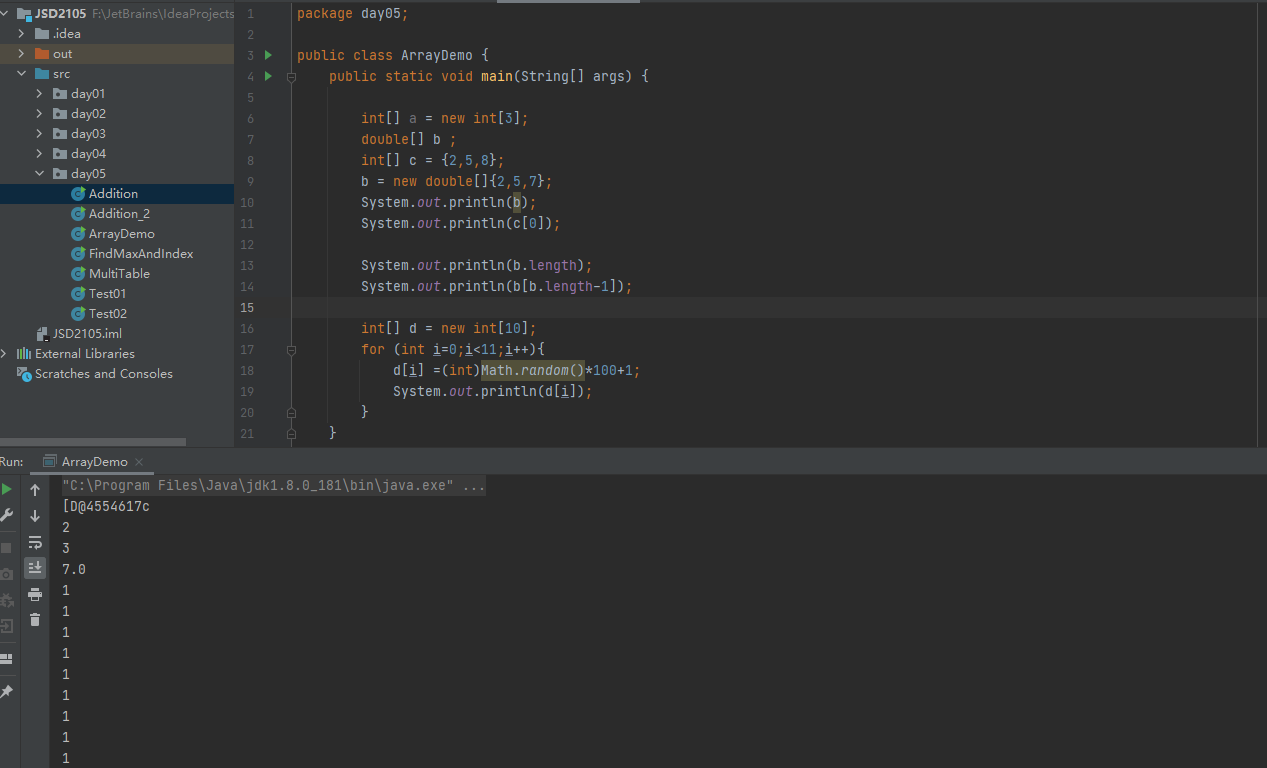 JSD2105 F:\JetBrains\IdeaProjects
.idea
out
src
day01
day02
day03
day04
day05
Addition
Addition_2
ArrayDemo
FindMaxAndIndex
MultiTable
Test01
Test02
JSD2105.iml
External Libraries
Scratches and Consoles
1 package day05;
2
3 public class ArrayDemo {
4 public static void main(String[] args) {
5
6 int[] a = new int[3];
7 double[] b ;
8 int[] c = {2,5,8};
9 b = new double[]{2,5,7};
10 System.out.println(b);
11 System.out.println(c[0]);
12
13 System.out.println(b.length);
14 System.out.println(b[b.length-1]);
15
16 int[] d = new int[10];
17 for (int i=0;i<11;i++){
18 d[i] =(int)Math.random()*100+1;
19 System.out.println(d[i]);
20 }
21 }
Run: ArrayDemo
"C:\Program Files\Java\jdk1.8.0_181\bin\java.exe" ...
[D@4554617c
2
3
7.0
1
1
1
1
1
1
1
1
1